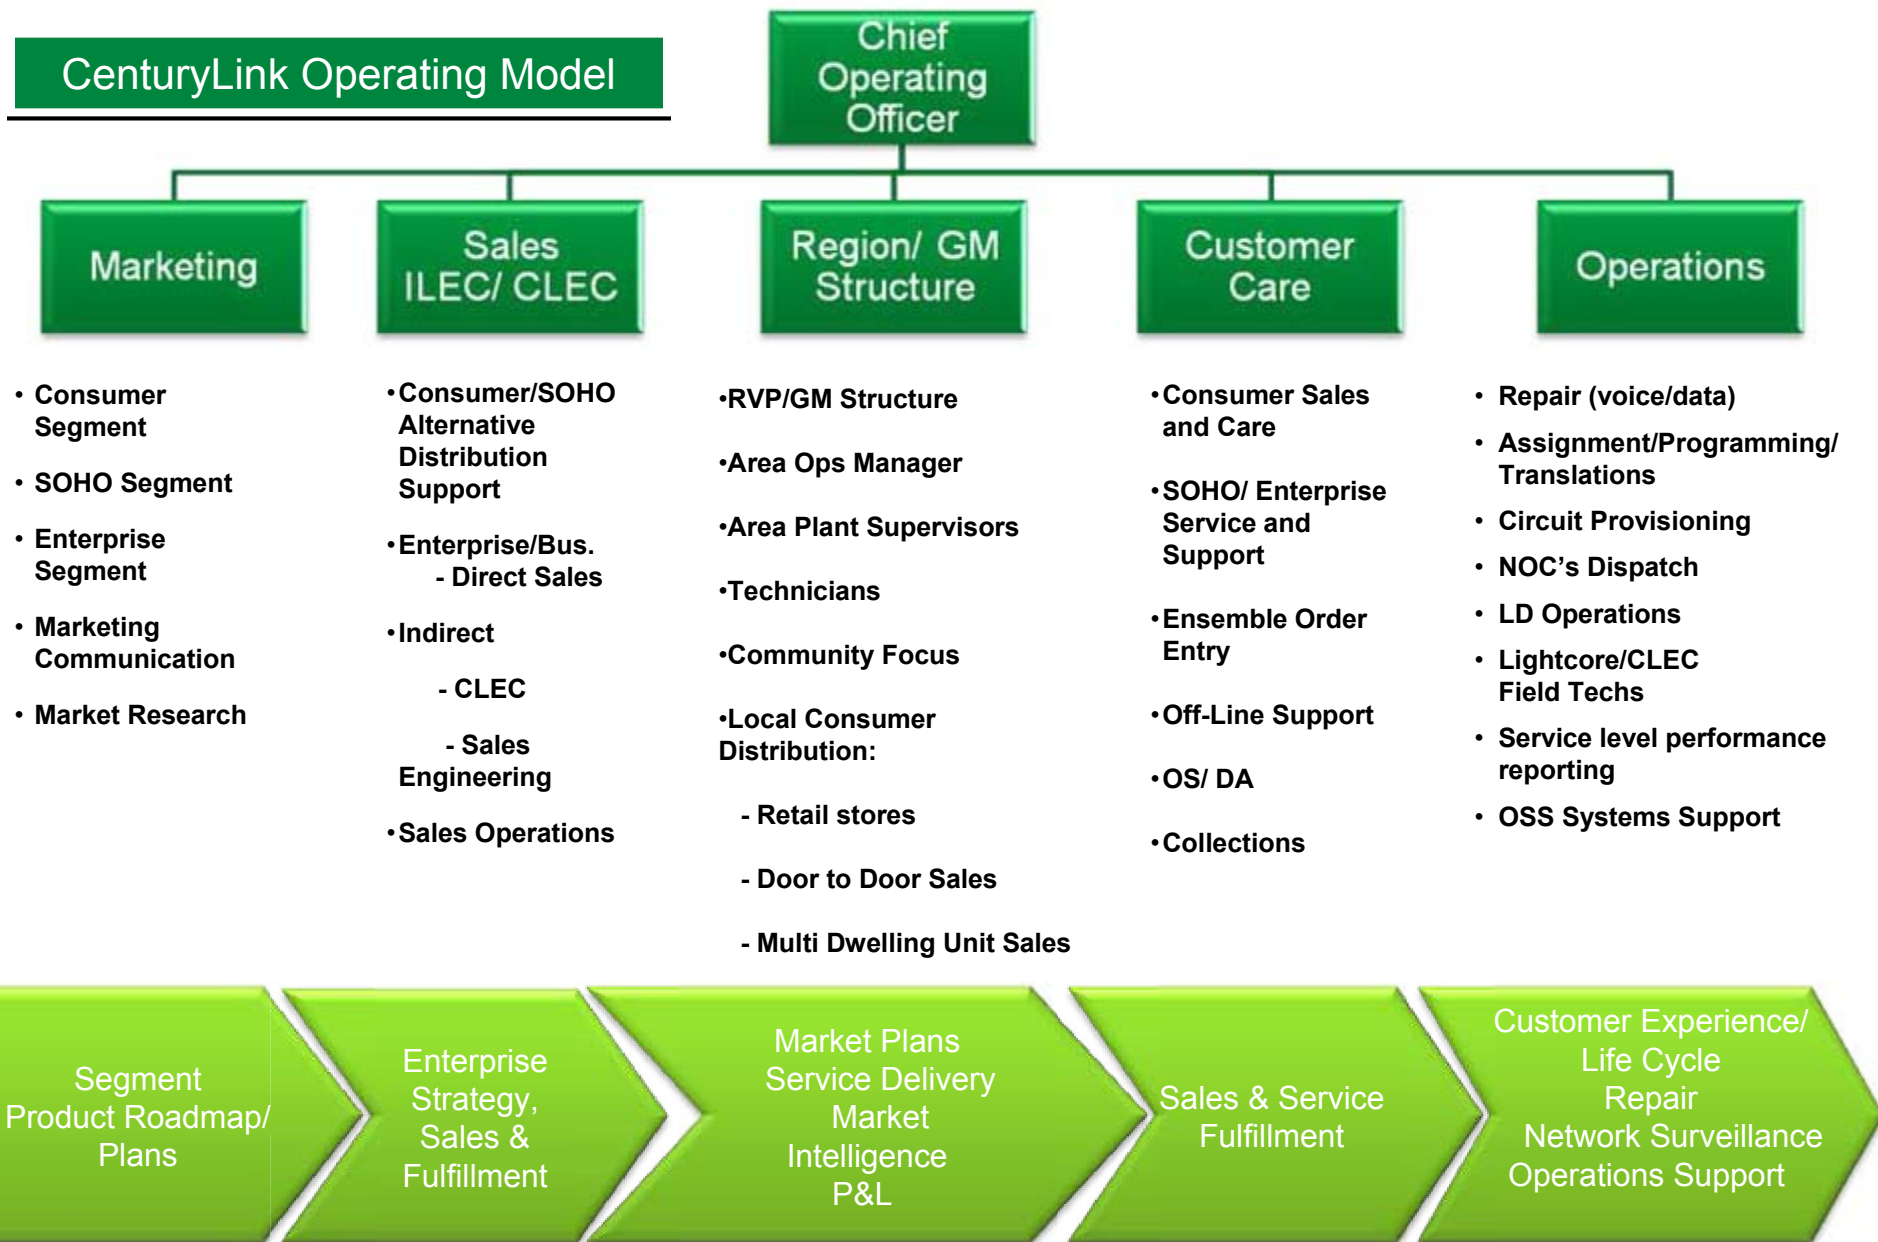 CenturyLink Operating Model
Chief
Operating
Officer
Marketing
Sales
ILEC/ CLEC
Region/ GM
Structure
Customer
Care
Operations
• Consumer
Segment
• SOHO Segment
• Enterprise
Segment
• Marketing
Communication
• Market Research
•Consumer/SOHO
Alternative
Distribution
Support
•Enterprise/Bus.
- Direct Sales
•Indirect
- CLEC
- Sales
Engineering
•Sales Operations
•RVP/GM Structure
•Area Ops Manager
•Area Plant Supervisors
•Technicians
•Community Focus
•Local Consumer
Distribution:
- Retail stores
- Door to Door Sales
- Multi Dwelling Unit Sales
•Consumer Sales
and Care
•SOHO/ Enterprise
Service and
Support
•Ensemble Order
Entry
•Off-Line Support
•OS/ DA
•Collections
• Repair (voice/data)
• Assignment/Programming/
Translations
• Circuit Provisioning
• NOC’s Dispatch
• LD Operations
• Lightcore/CLEC
Field Techs
• Service level performance
reporting
• OSS Systems Support
Segment
Product Roadmap/
Plans
Enterprise
Strategy,
Sales &
Fulfillment
Market Plans
Service Delivery
Market
Intelligence
P&L
Sales & Service
Fulfillment
Customer Experience/
Life Cycle
Repair
Network Surveillance
Operations Support